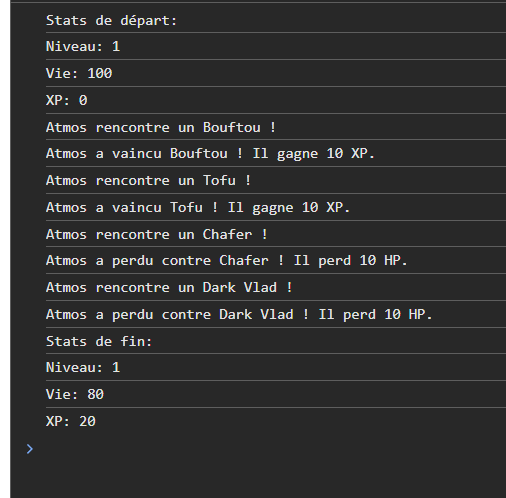 Stats de départ:
Niveau: 1
Vie: 100
XP: 0
Atmos rencontre un Bouftou !
Atmos a vaincu Bouftou ! Il gagne 10 XP.
Atmos rencontre un Tofu !
Atmos a vaincu Tofu ! Il gagne 10 XP.
Atmos rencontre un Chafer !
Atmos a perdu contre Chafer ! Il perd 10 HP.
Atmos rencontre un Dark Vlad !
Atmos a perdu contre Dark Vlad ! Il perd 10 HP.
Stats de fin:
Niveau: 1
Vie: 80
XP: 20